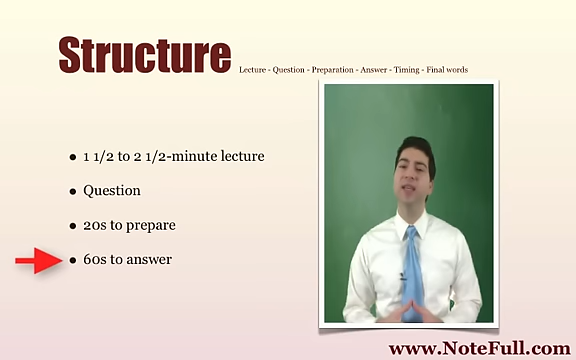 Structure
Lecture - Question - Preparation - Answer - Timing - Final words
• 1 1/2 to 2 1/2-minute lecture
• Question
• 20s to prepare
• 60s to answer
www.NoteFull.com